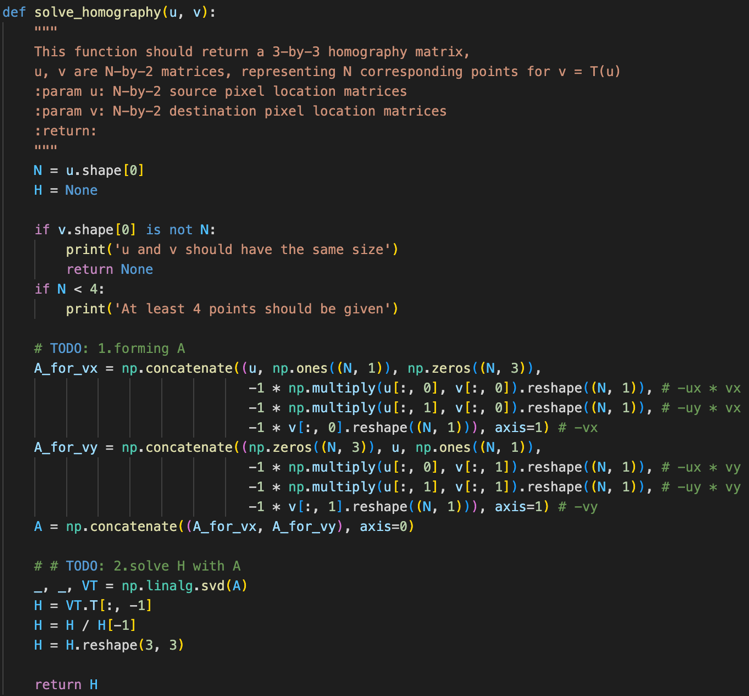 def solve_homography(u, v):
    """
    This function should return a 3-by-3 homography matrix,
    u, v are N-by-2 matrices, representing N corresponding points for v = T(u)
    :param u: N-by-2 source pixel location matrices
    :param v: N-by-2 destination pixel location matrices
    :return:
    """
    N = u.shape[0]
    H = None

    if v.shape[0] is not N:
        print('u and v should have the same size')
        return None
    if N < 4:
        print('At least 4 points should be given')

    # TODO: 1.forming A
    A_for_vx = np.concatenate((u, np.ones((N, 1)), np.zeros((N, 3)),
                               -1 * np.multiply(u[:, 0], v[:, 0]).reshape((N, 1)), # -ux * vx
                               -1 * np.multiply(u[:, 1], v[:, 0]).reshape((N, 1)), # -uy * vx
                               -1 * v[:, 0].reshape((N, 1))), axis=1) # -vx
    A_for_vy = np.concatenate((np.zeros((N, 3)), u, np.ones((N, 1)),
                               -1 * np.multiply(u[:, 0], v[:, 1]).reshape((N, 1)), # -ux * vy
                               -1 * np.multiply(u[:, 1], v[:, 1]).reshape((N, 1)), # -uy * vy
                               -1 * v[:, 1].reshape((N, 1))), axis=1) # -vy
    A = np.concatenate((A_for_vx, A_for_vy), axis=0)

    # # TODO: 2.solve H with A
    _, _, VT = np.linalg.svd(A)
    H = VT.T[:, -1]
    H = H / H[-1]
    H = H.reshape(3, 3)

    return H